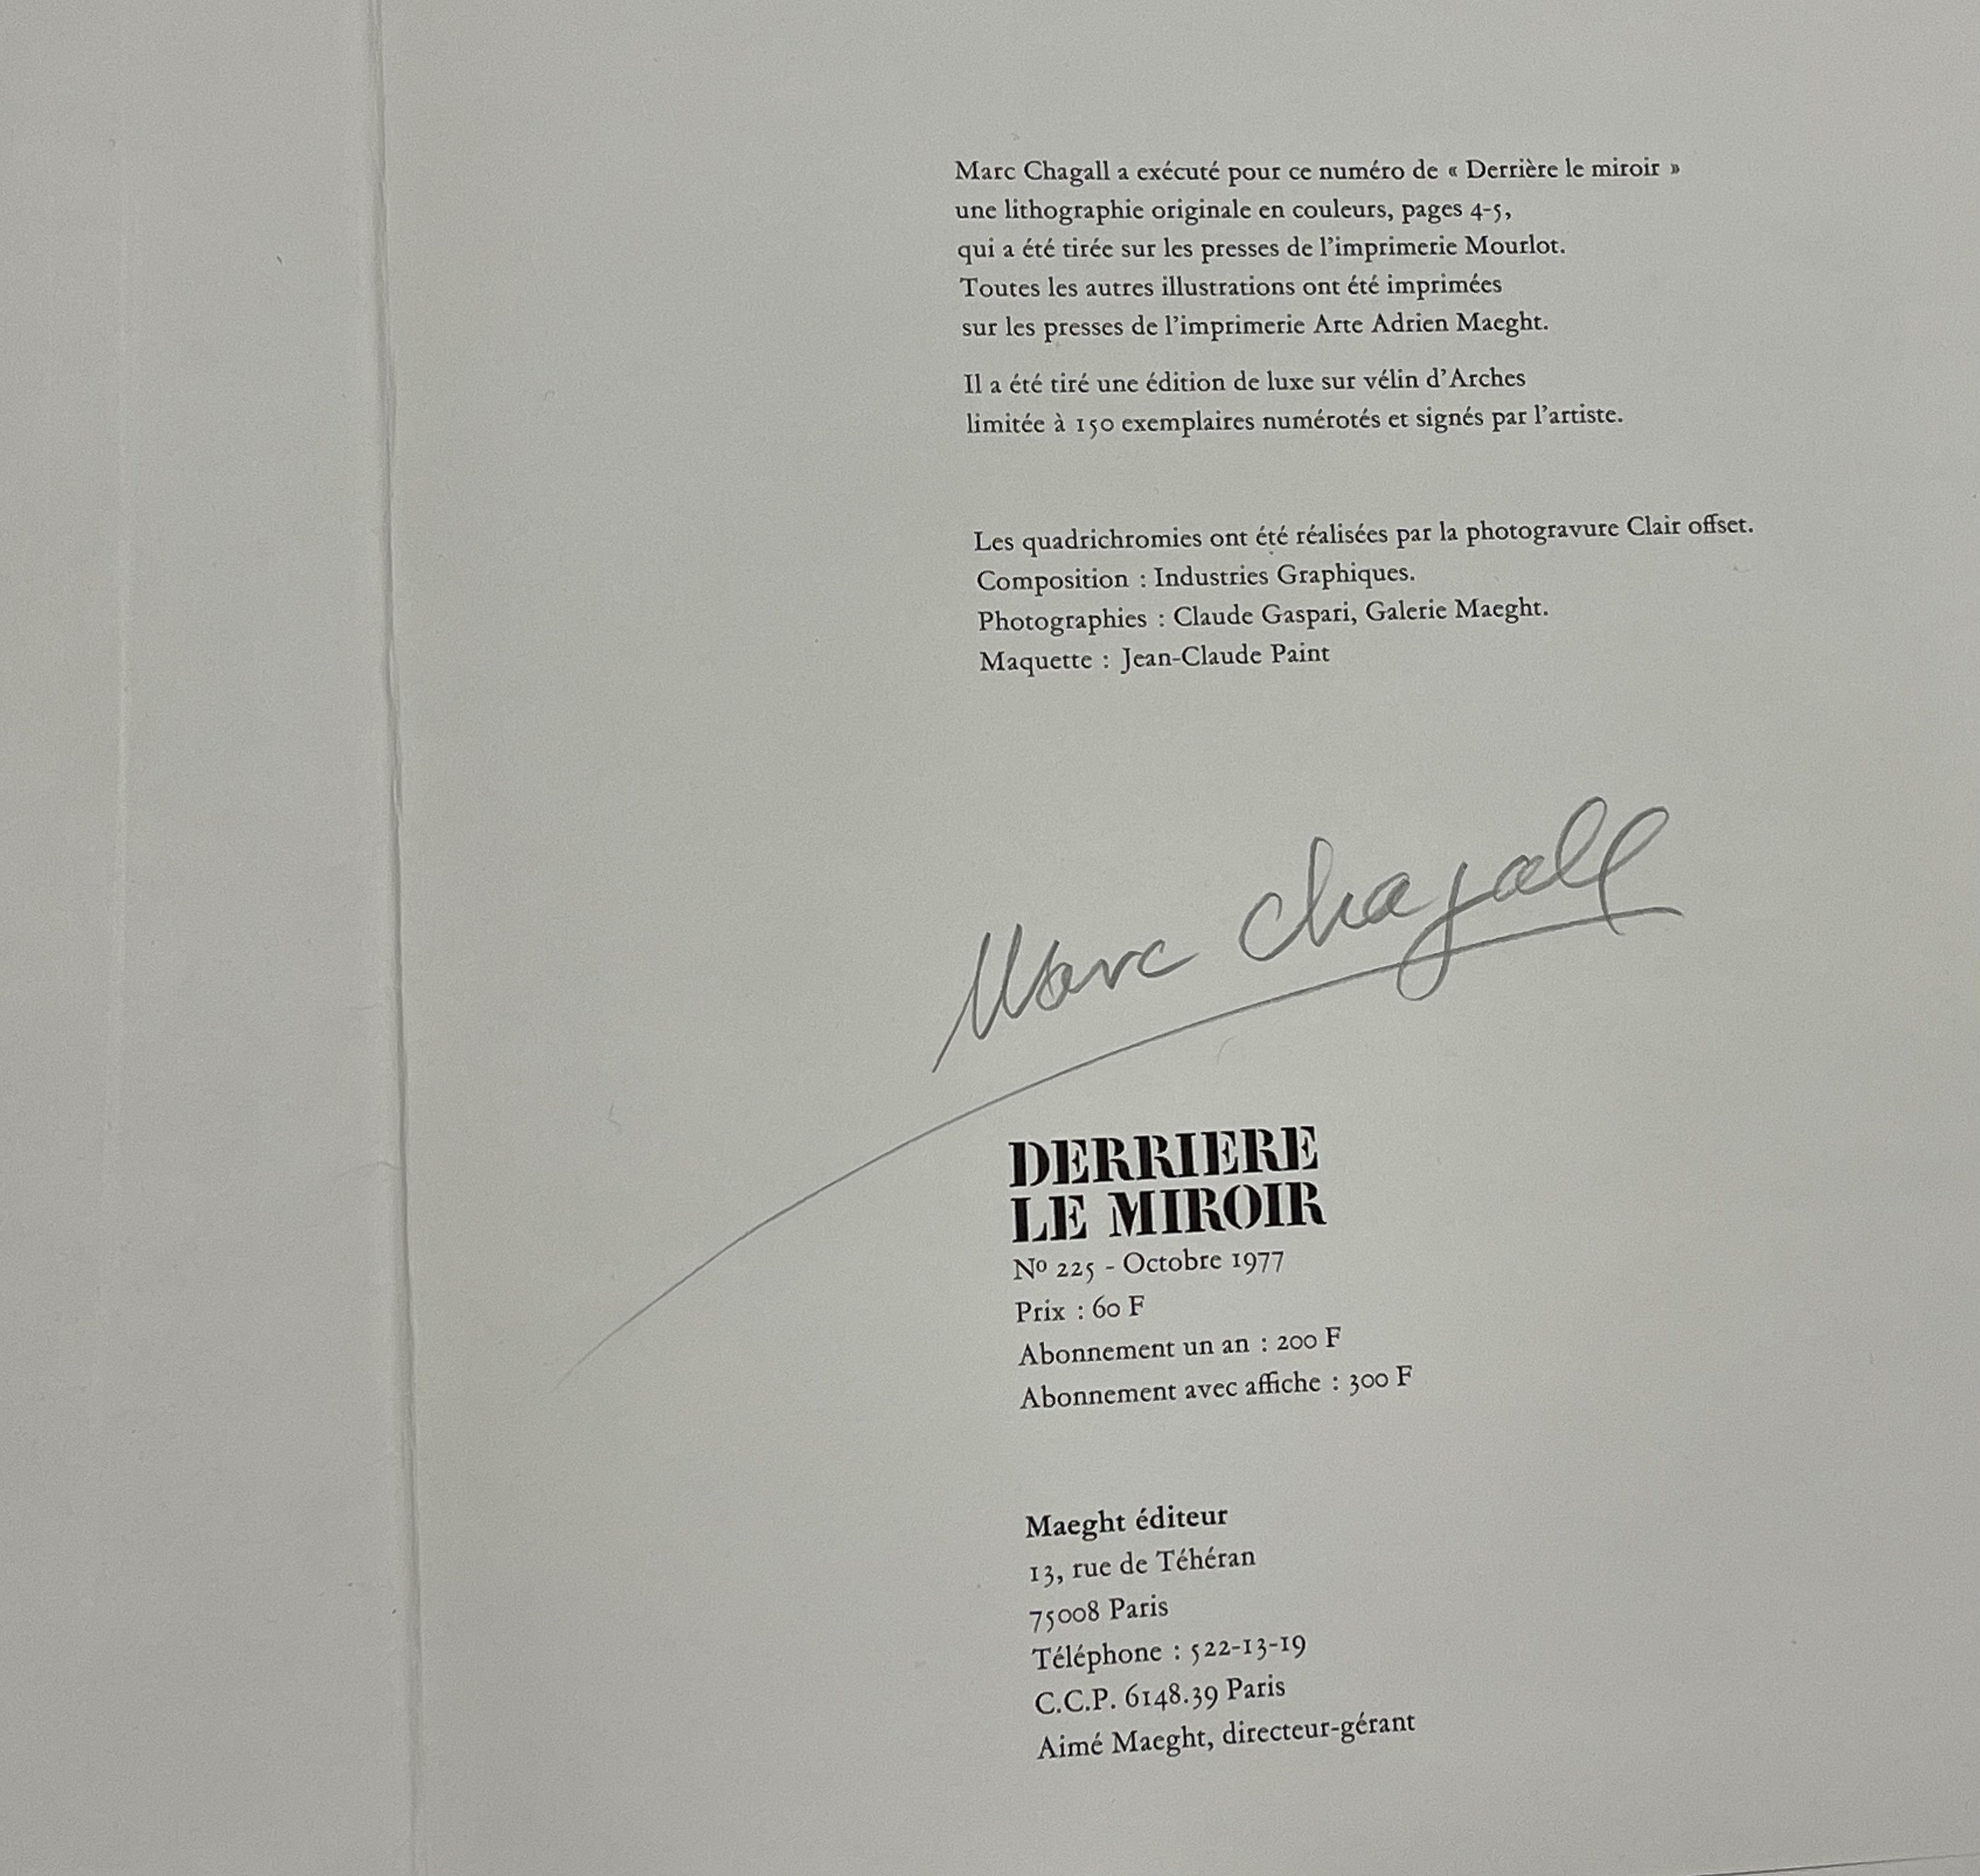 Marc Chagall a exécuté pour ce numéro de « Derrière le miroir »
une lithographie originale en couleurs, pages 4-5,
qui a été tirée sur les presses de l'imprimerie Mourlot.
Toutes les autres illustrations ont été imprimées
sur les presses de l'imprimerie Arte Adrien Maeght.
Il a été tiré une édition de luxe sur vélin d'Arches
limitée à 150 exemplaires numérotés et signés par l'artiste.
Les quadrichromies ont été réalisées par la photogravure Clair offset.
Composition : Industries Graphiques.
Photographies : Claude Gaspari, Galerie Maeght.
Maquette : Jean-Claude Paint
Marc Chagall
DERRIERE
LE MIROIR
Nº 225 - Octobre 1977
Prix : 60 F
Abonnement un an : 200 F
Abonnement avec affiche : 300 F
Maeght éditeur
13, rue de Téhéran
75008 Paris
Téléphone : 522-13-19
C.C.P. 6148.39 Paris
Aimé Maeght, directeur-gérant